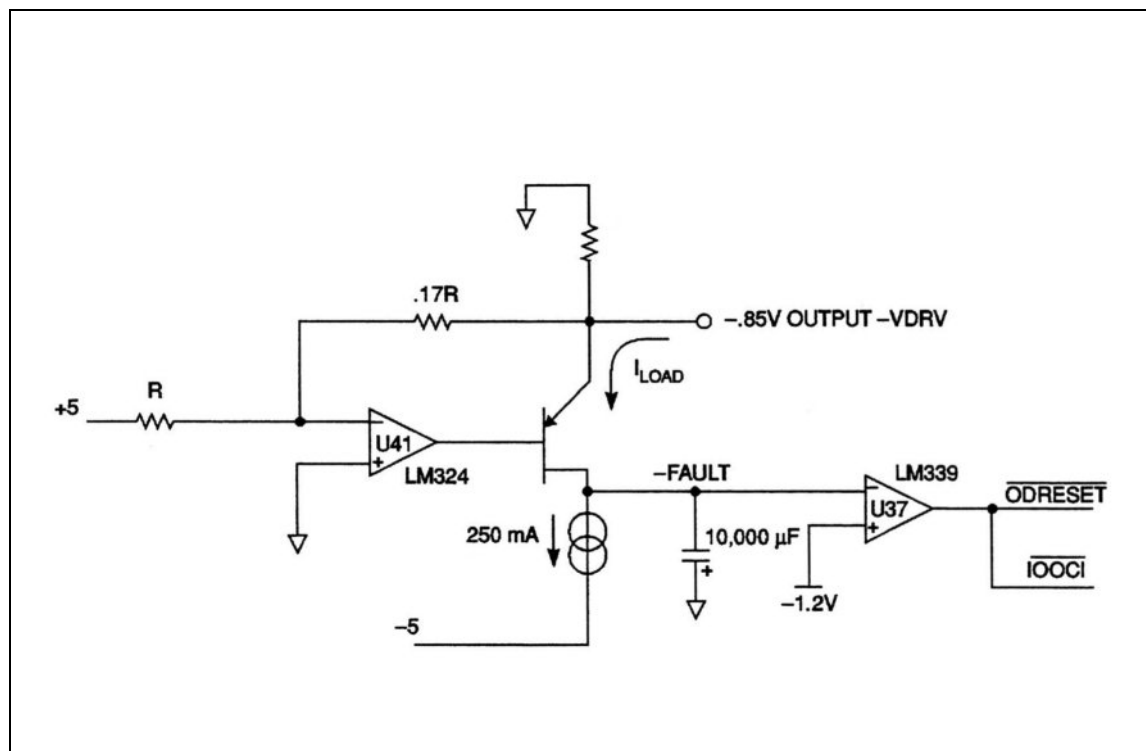 .17R
−.85V OUTPUT −VDRV
I LOAD
R
+5
−
U41
+
LM324
−FAULT
LM339
−
U37
+
ODRESET
250 mA
10,000 µF
+
−1.2V
IOOCI
−5